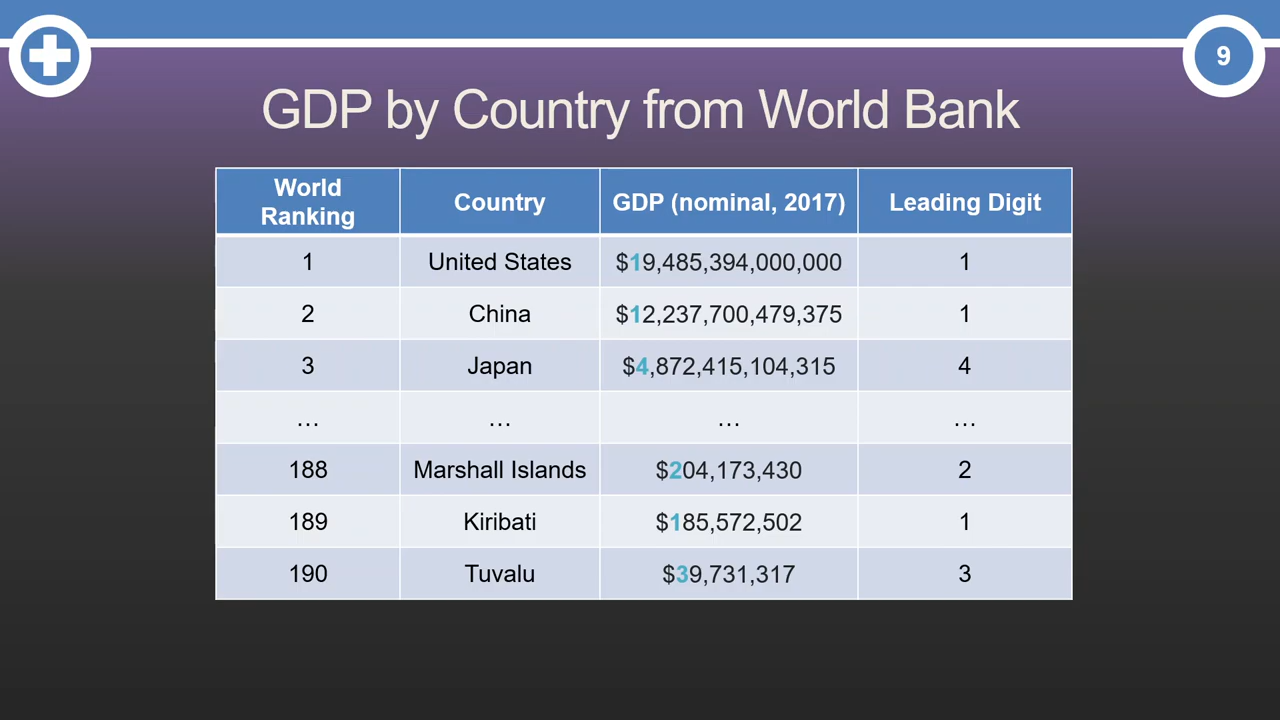 9
GDP by Country from World Bank
World Ranking Country GDP (nominal, 2017) Leading Digit
1 United States $19,485,394,000,000 1
2 China $12,237,700,479,375 1
3 Japan $4,872,415,104,315 4
… … … …
188 Marshall Islands $204,173,430 2
189 Kiribati $185,572,502 1
190 Tuvalu $39,731,317 3